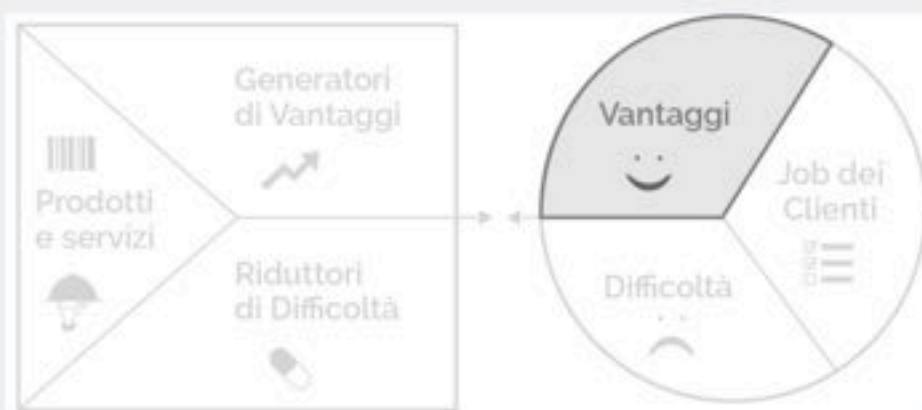 Generatori
di Vantaggi
Prodotti
e servizi
Riduttori
di Difficoltà
Vantaggi
Job dei
Clienti
Difficoltà